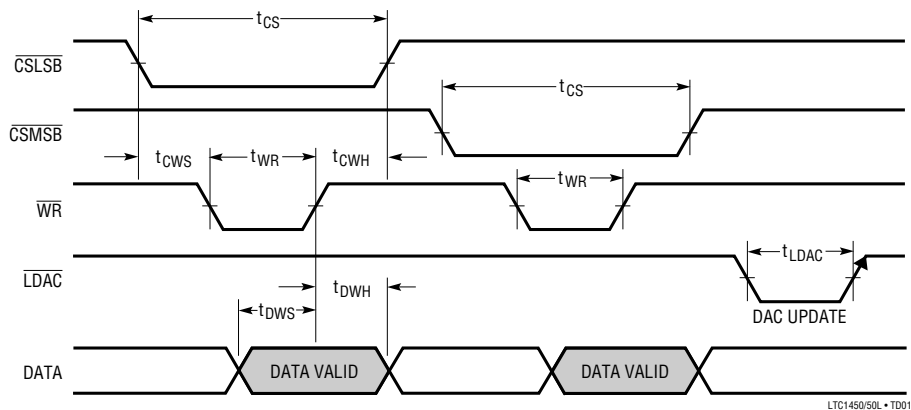 tCS
CSLSB
tCS
CSMSB
tCWS
tWR
tCWH
tWR
WR
tLDAC
LDAC
tDWH
DAC UPDATE
tDWS
DATA
DATA VALID
DATA VALID
LTC1450/50L • TD01